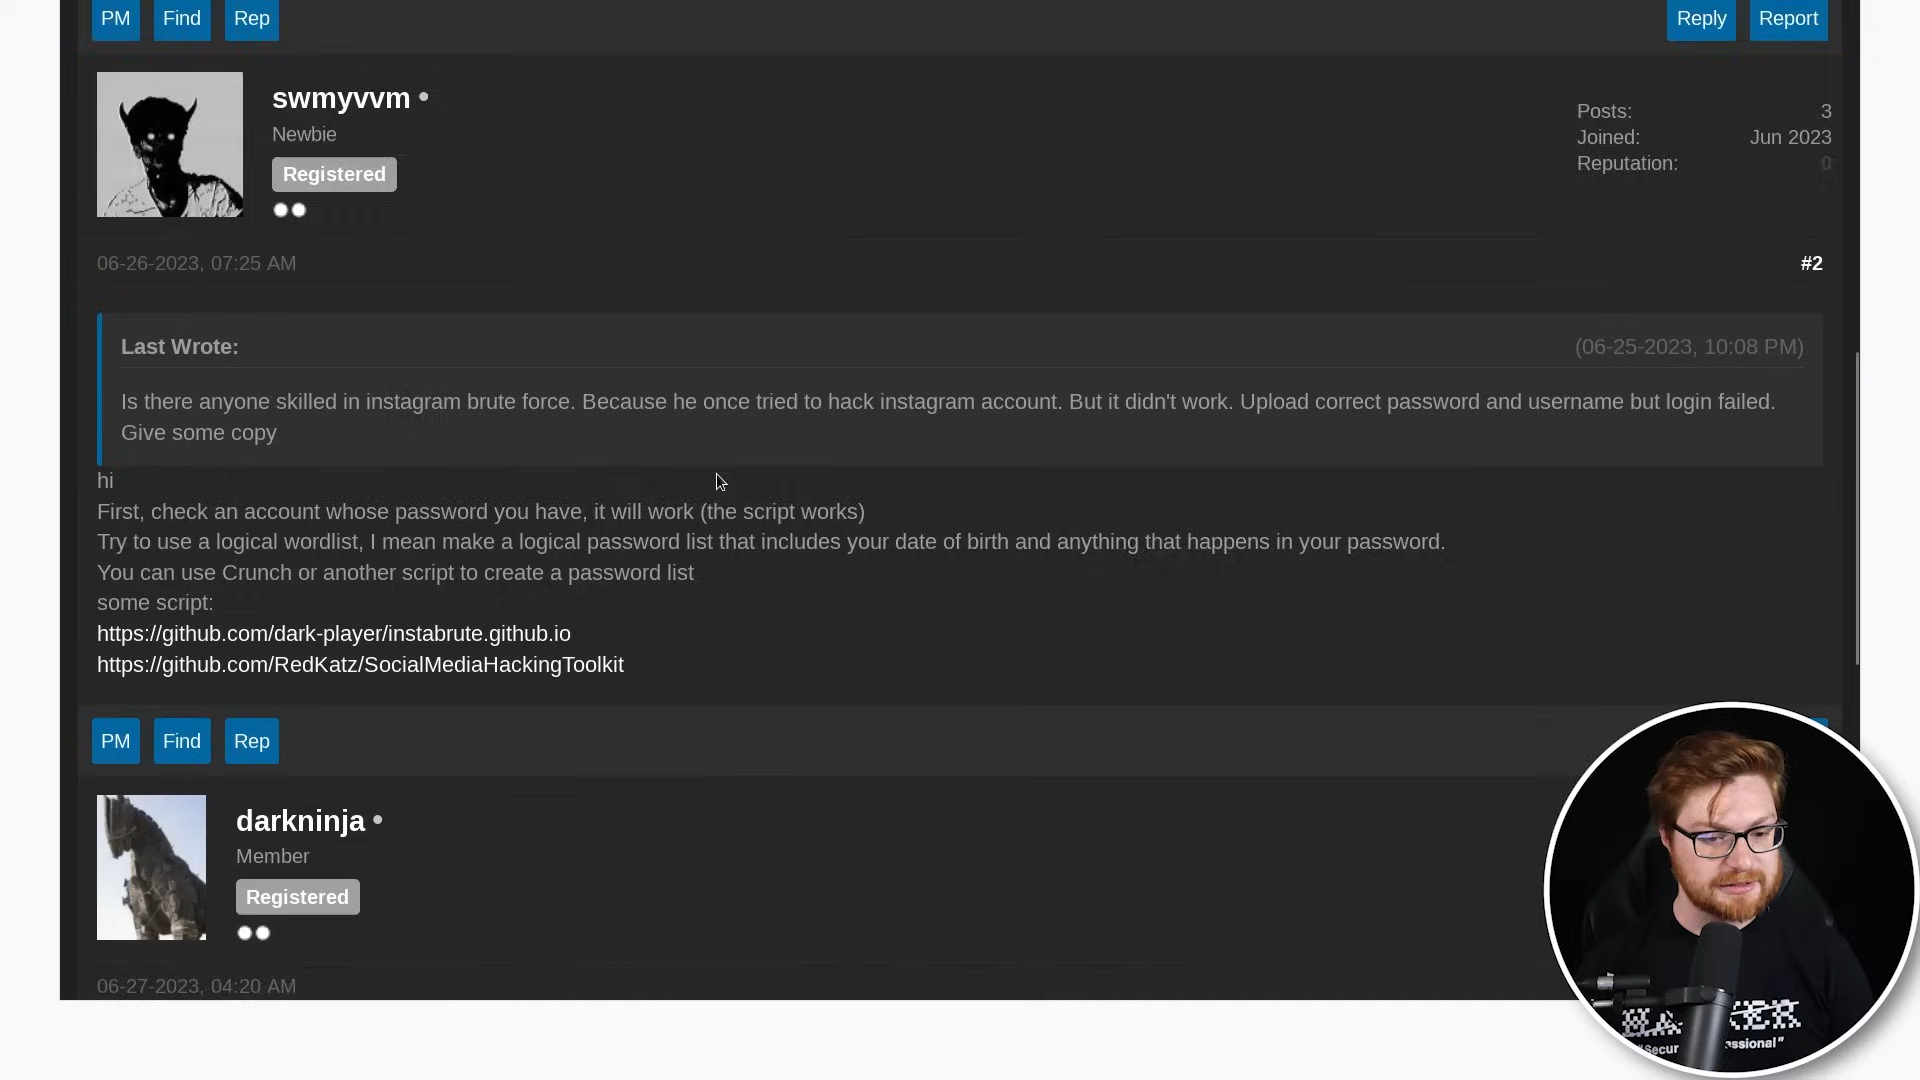 PM Find Rep Reply Report
swmyvvm
Newbie
Registered
Posts: 3
Joined: Jun 2023
Reputation: 0
06-26-2023, 07:25 AM #2
Last Wrote: (06-25-2023, 10:08 PM)
Is there anyone skilled in instagram brute force. Because he once tried to hack instagram account. But it didn't work. Upload correct password and username but login failed.
Give some copy
hi
First, check an account whose password you have, it will work (the script works)
Try to use a logical wordlist, I mean make a logical password list that includes your date of birth and anything that happens in your password.
You can use Crunch or another script to create a password list
some script:
https://github.com/dark-player/instabrute.github.io
https://github.com/RedKatz/SocialMediaHackingToolkit
PM Find Rep
darkninja
Member
Registered
06-27-2023, 04:20 AM